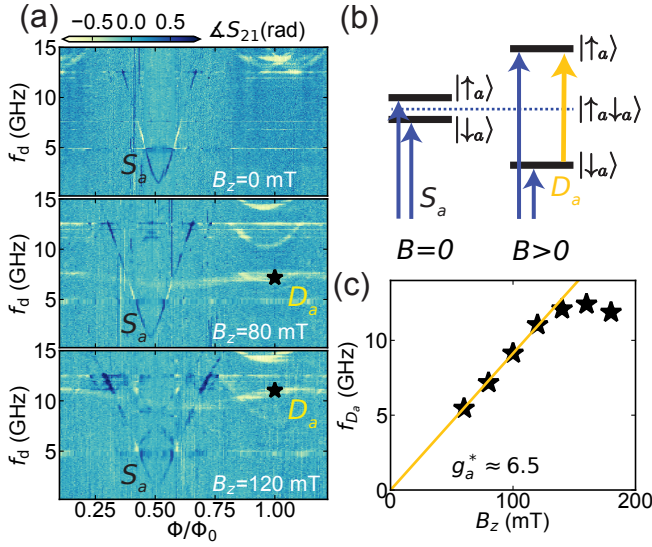 (a)
−0.5 0.0 0.5 ∡S21(rad)
15
10
5
0
fd (GHz)
Sa
Bz=0 mT
15
10
5
fd (GHz)
Sa
Da
Bz=80 mT
15
10
5
fd (GHz)
Sa
Da
Bz=120 mT
0.25 0.50 0.75 1.00
Φ/Φ0
(b)
|↑a⟩
|↓a⟩
Sa
B=0
|↑a⟩
|↑a↓a⟩
|↓a⟩
Da
B>0
(c)
10
5
0
fDa (GHz)
g*a ≈ 6.5
0 100 200
Bz (mT)